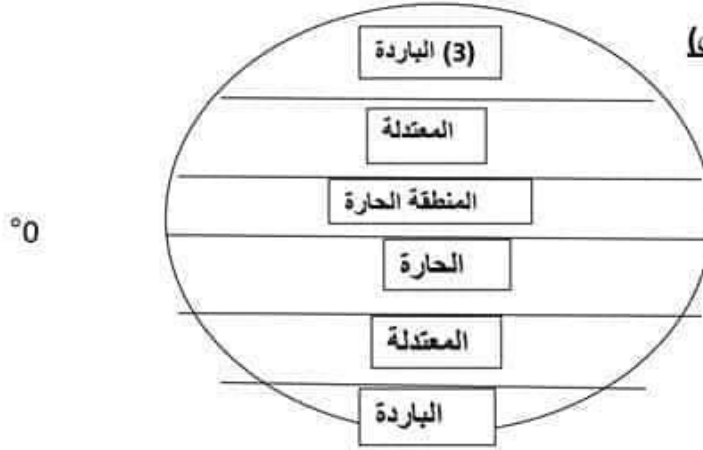 (3) الباردة
المعتدلة
المنطقة الحارة
°0
الحارة
المعتدلة
الباردة